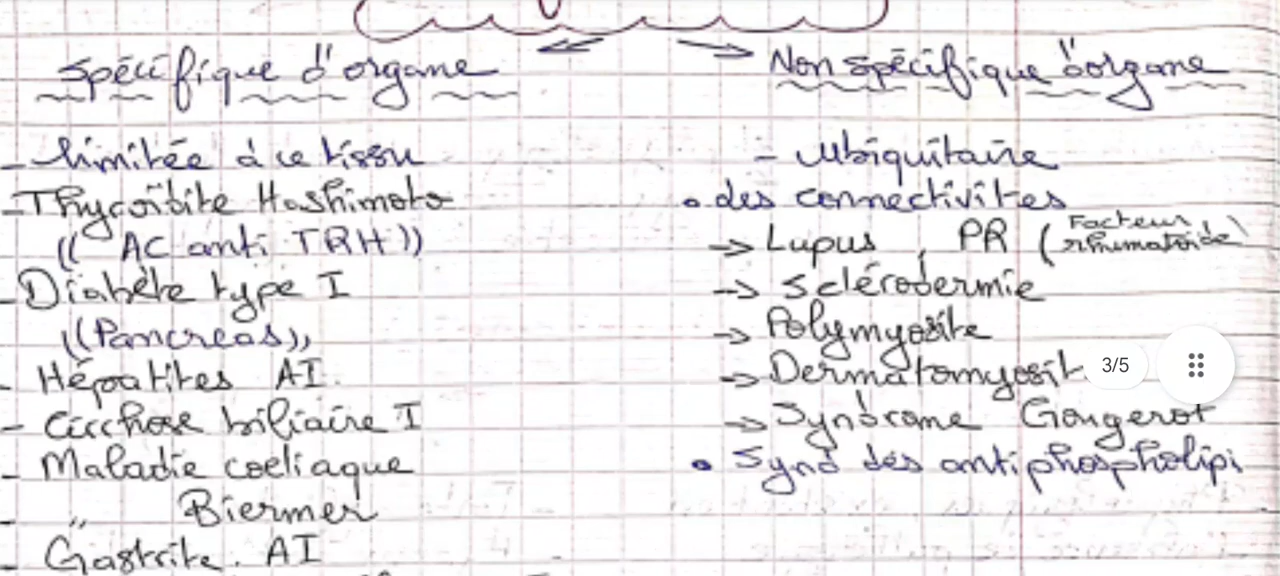 Spécifique d'organe
Non spécifique d'organe
- limitée à ce tissu
- Thyroïdite Hashimoto
(( AC anti TRH ))
- Diabète type I
((Pancreas))
- Hépatites AI.
- Cirrhose biliaire I
- Maladie coeliaque
- " Biermer
- Gastrite. AI
- Ubiquitaire
• des connectivites
-> Lupus, PR (Facteur rhumatoïde)
-> Sclérodermie
-> Polymyosite
-> Dermatomyosit
-> Syndrome Gougerot
• Synd des antiphospholipi
3/5